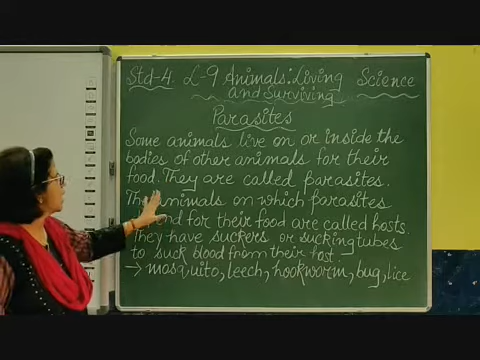 Std-4. L-9 Animals: Living Science
and Surviving
Parasites
Some animals live on or inside the
bodies of other animals for their
food. They are called parasites.
The animals on which parasites
for their food are called hosts.
They have suckers or sucking tubes
to suck blood from their host.
→ mosquito, leech, hookworm, bug, lice